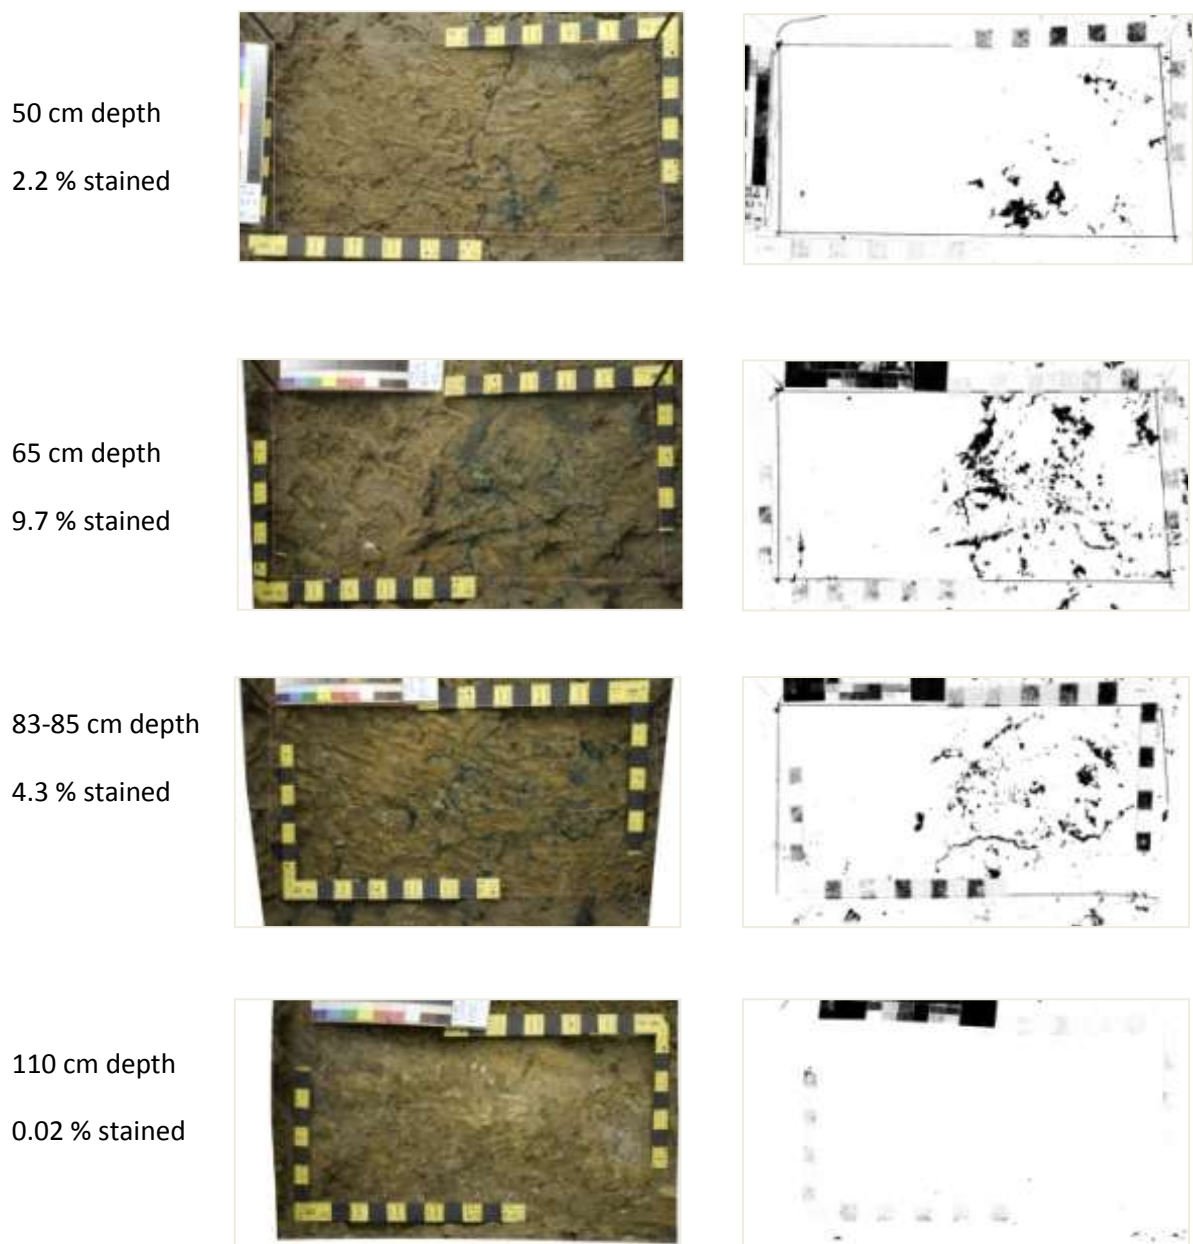 50 cm depth
2.2 % stained
65 cm depth
9.7 % stained
83-85 cm depth
4.3 % stained
110 cm depth
0.02 % stained